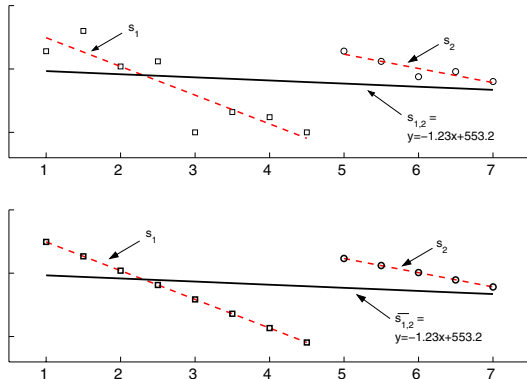 s1
s2
s1,2 =
y=−1.23x+553.2
1 2 3 4 5 6 7
s1
s2
s1,2 =
y=−1.23x+553.2
1 2 3 4 5 6 7